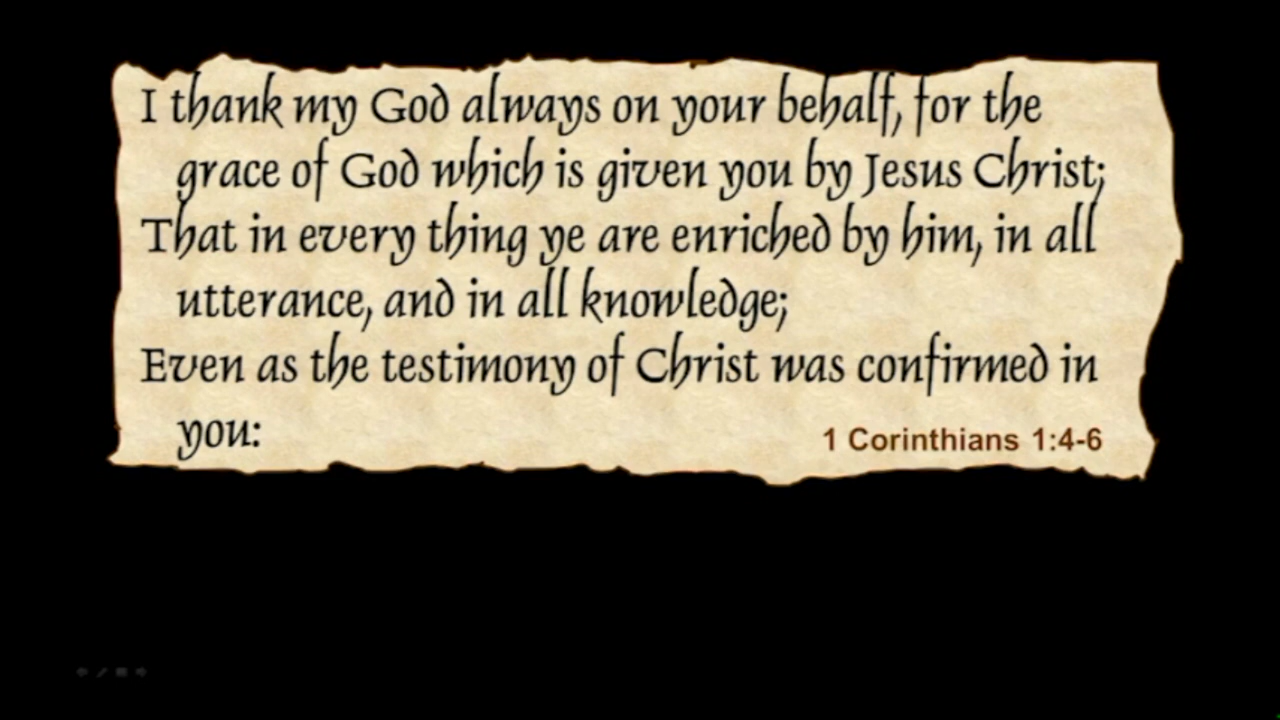 I thank my God always on your behalf, for the
grace of God which is given you by Jesus Christ;
That in every thing ye are enriched by him, in all
utterance, and in all knowledge;
Even as the testimony of Christ was confirmed in
you:
1 Corinthians 1:4-6